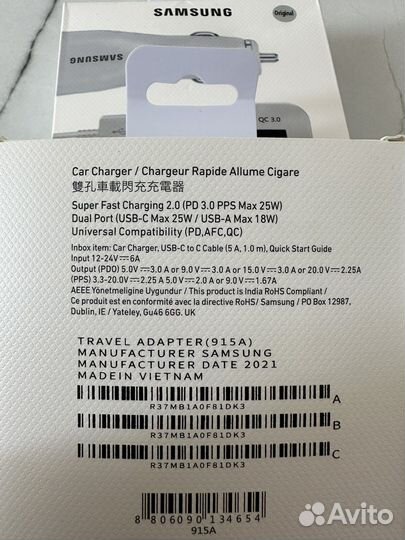 SAMSUNG
Original
SAMSUNG
QC 3.0
Car Charger / Chargeur Rapide Allume Cigare
雙孔車載閃充充電器
Super Fast Charging 2.0 (PD 3.0 PPS Max 25W)
Dual Port (USB-C Max 25W / USB-A Max 18W)
Universal Compatibility (PD,AFC,QC)
Inbox item: Car Charger, USB-C to C Cable (5 A, 1.0 m), Quick Start Guide
Input 12-24V⎓6A
Output (PDO) 5.0V⎓3.0 A or 9.0 V⎓3.0 A or 15.0 V⎓3.0 A or 20.0 V⎓2.25A
(PPS) 3.3-20.0V⎓2.25 A 5.0 V⎓2.0 A or 9.0 V⎓1.67A
AEEE Yönetmeligine Uygundur / This product is India RoHS Compliant /
Ce produit est en conformité avec la directive RoHS/ Samsung / PO Box 12987,
Dublin, IE / Yateley, Gu46 6GG. UK
TRAVEL ADAPTER(915A)
MANUFACTURER SAMSUNG
MANUFACTURER DATE 2021
MADEIN VIETNAM
A
R37MB1A0F81DK3
B
R37MB1A0F81DK3
C
R37MB1A0F81DK3
8 806090 134654
915A
Avito